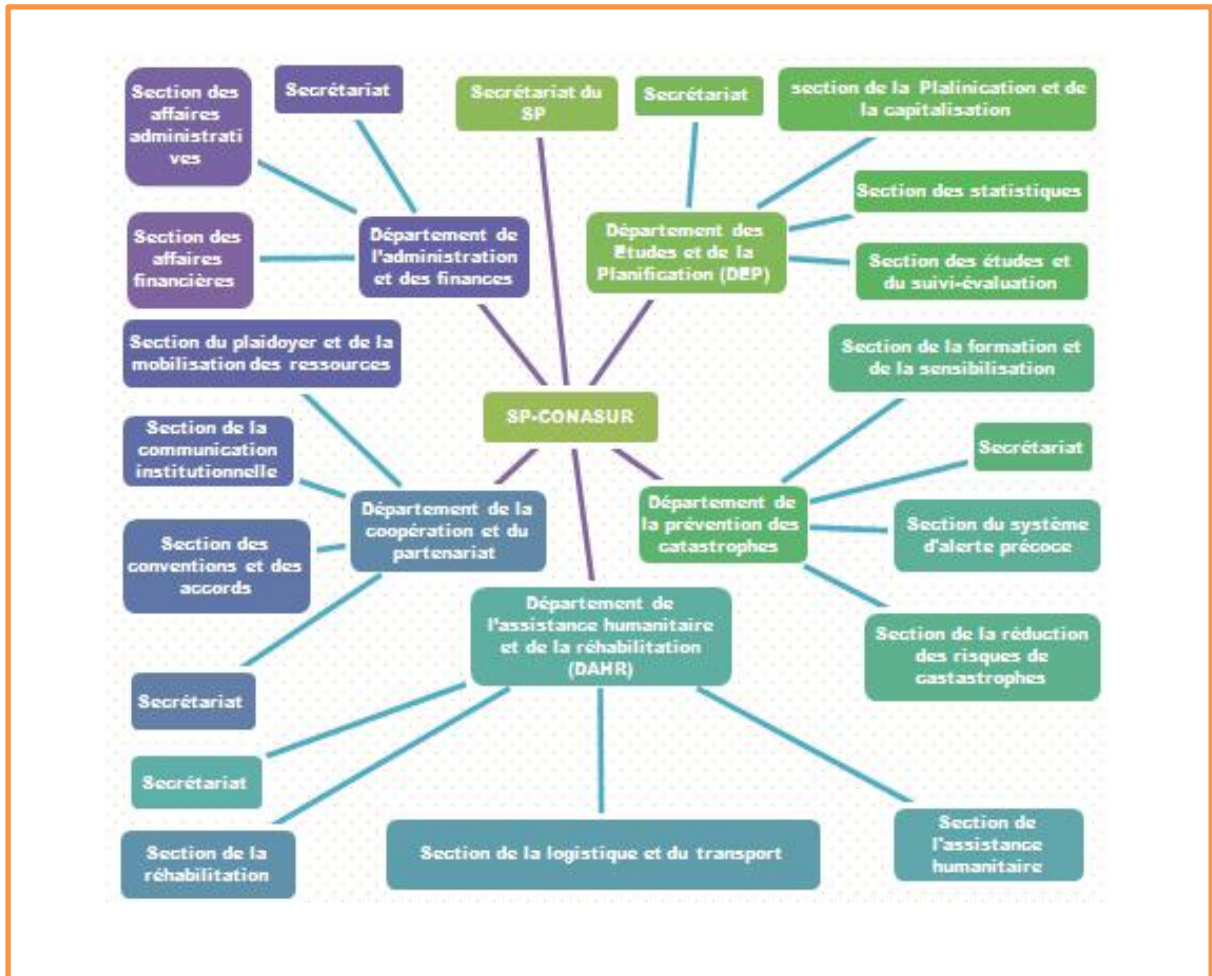 Section des
affaires
administrati
ves
Secrétariat
Secrétariat du
SP
Secrétariat
section de la Plalinication et de
la capitalisation
Section des statistiques
Section des
affaires
financières
Département de
l'administration
et des finances
Département des
Etudes et de la
Planification (DEP)
Section des études et
du suivi-évaluation
Section du plaidoyer et de la
mobilisation des ressources
Section de la formation et
de la sensibilisation
SP-CONASUR
Section de la
communication
institutionnelle
Secrétariat
Département de la
coopération et du
partenariat
Département de
la prévention des
catastrophes
Section du système
d'alerte précoce
Section des
conventions et des
accords
Département de
l'assistance humanitaire
et de la réhabilitation
(DAHR)
Section de la réduction
des risques de
castastrophes
Secrétariat
Secrétariat
Section de la
réhabilitation
Section de la logistique et du transport
Section de
l'assistance
humanitaire